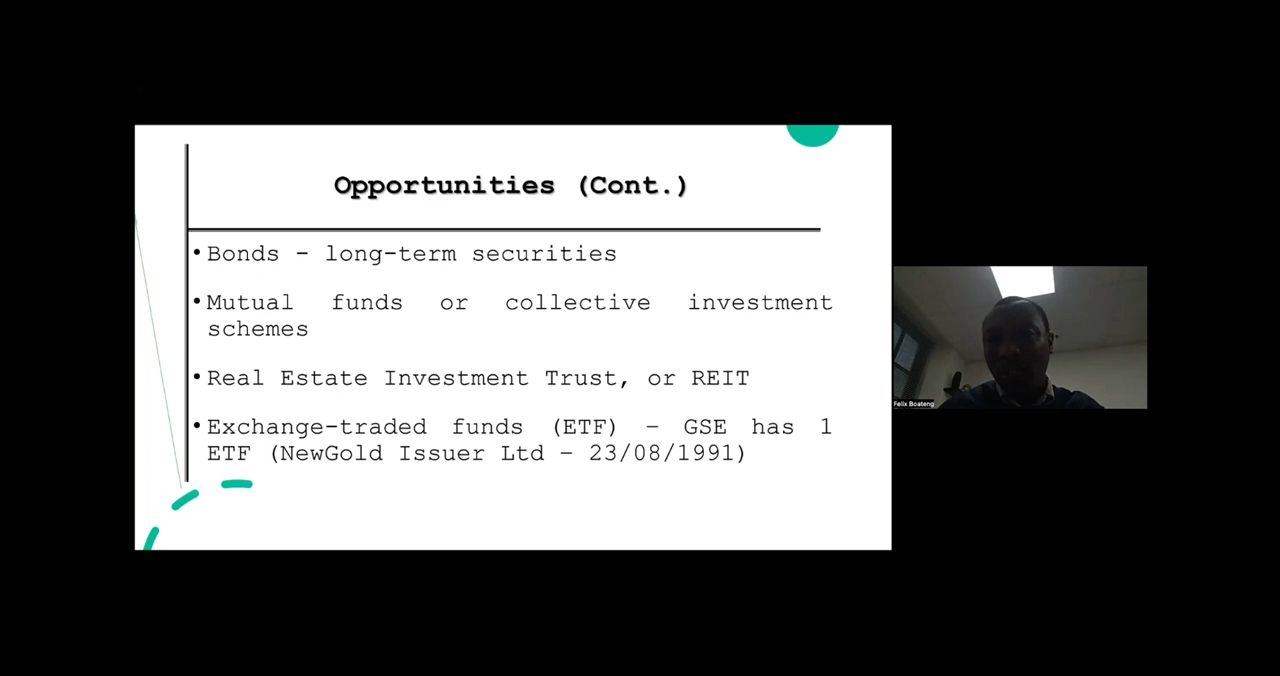 Opportunities (Cont.)
•Bonds - long-term securities
•Mutual funds or collective investment
schemes
•Real Estate Investment Trust, or REIT
•Exchange-traded funds (ETF) – GSE has 1
ETF (NewGold Issuer Ltd – 23/08/1991)
Felix Boateng